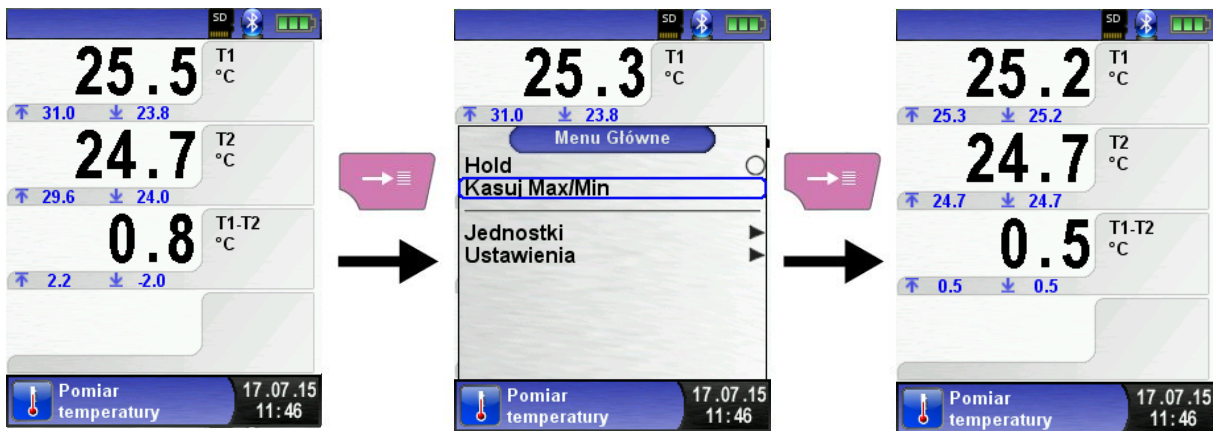 SD
25.5 T1
°C
31.0 23.8
24.7 T2
°C
29.6 24.0
0.8 T1-T2
°C
2.2 -2.0
Pomiar
temperatury
17.07.15
11:46
SD
25.3 T1
°C
31.0 23.8
Menu Główne
Hold
Kasuj Max/Min
Jednostki
Ustawienia
Pomiar
temperatury
17.07.15
11:46
SD
25.2 T1
°C
25.3 25.2
24.7 T2
°C
24.7 24.7
0.5 T1-T2
°C
0.5 0.5
Pomiar
temperatury
17.07.15
11:46